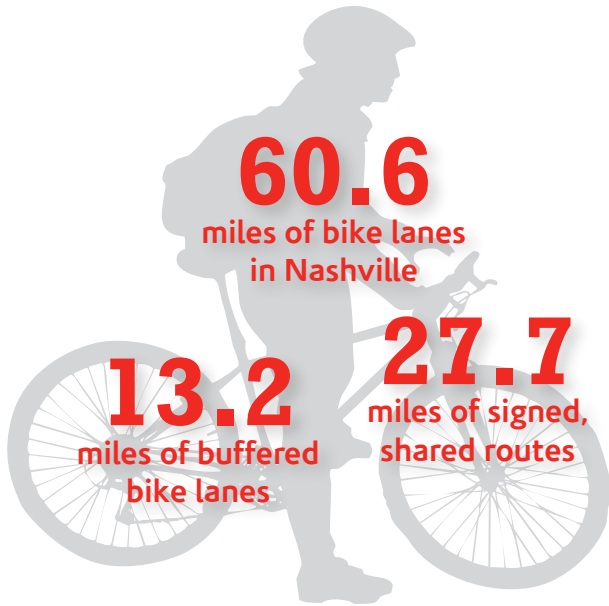 60.6
miles of bike lanes
in Nashville
27.7
miles of signed,
shared routes
13.2
miles of buffered
bike lanes